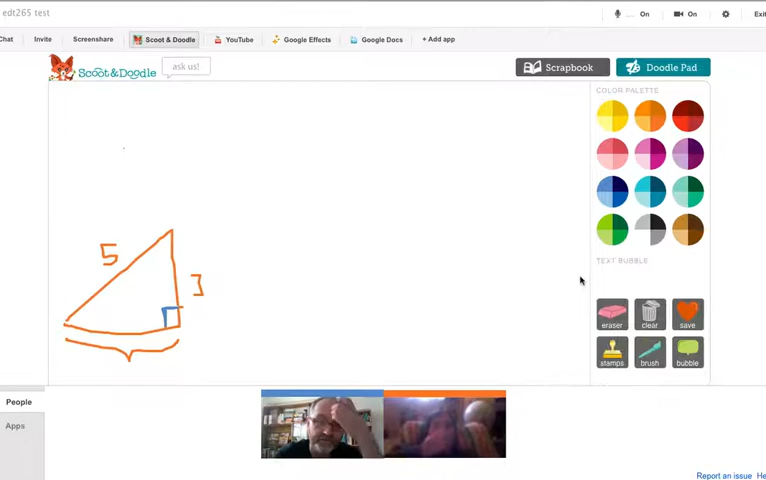 edt265 test
... On
On
Exit
Chat
Invite
Screenshare
Scoot & Doodle
YouTube
Google Effects
Google Docs
+ Add app
Scoot&Doodle
ask us!
Scrapbook
Doodle Pad
COLOR PALETTE
5
3
TEXT BUBBLE
eraser
clear
save
stamps
brush
bubble
People
Apps
Report an issue
He